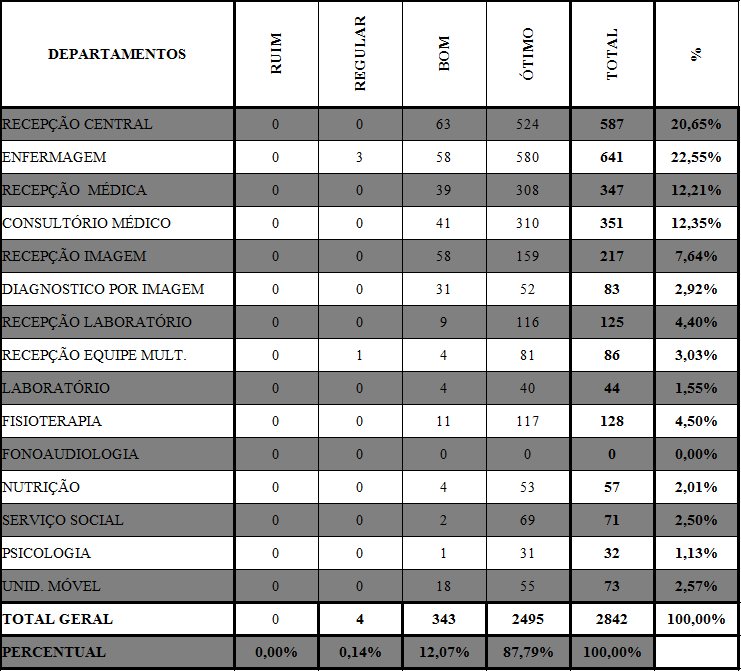 DEPARTAMENTOS RUIM REGULAR BOM ÓTIMO TOTAL %
RECEPÇÃO CENTRAL 0 0 63 524 587 20,65%
ENFERMAGEM 0 3 58 580 641 22,55%
RECEPÇÃO MÉDICA 0 0 39 308 347 12,21%
CONSULTÓRIO MÉDICO 0 0 41 310 351 12,35%
RECEPÇÃO IMAGEM 0 0 58 159 217 7,64%
DIAGNOSTICO POR IMAGEM 0 0 31 52 83 2,92%
RECEPÇÃO LABORATÓRIO 0 0 9 116 125 4,40%
RECEPÇÃO EQUIPE MULT. 0 1 4 81 86 3,03%
LABORATÓRIO 0 0 4 40 44 1,55%
FISIOTERAPIA 0 0 11 117 128 4,50%
FONOAUDIOLOGIA 0 0 0 0 0 0,00%
NUTRIÇÃO 0 0 4 53 57 2,01%
SERVIÇO SOCIAL 0 0 2 69 71 2,50%
PSICOLOGIA 0 0 1 31 32 1,13%
UNID. MÓVEL 0 0 18 55 73 2,57%
TOTAL GERAL 0 4 343 2495 2842 100,00%
PERCENTUAL 0,00% 0,14% 12,07% 87,79% 100,00%